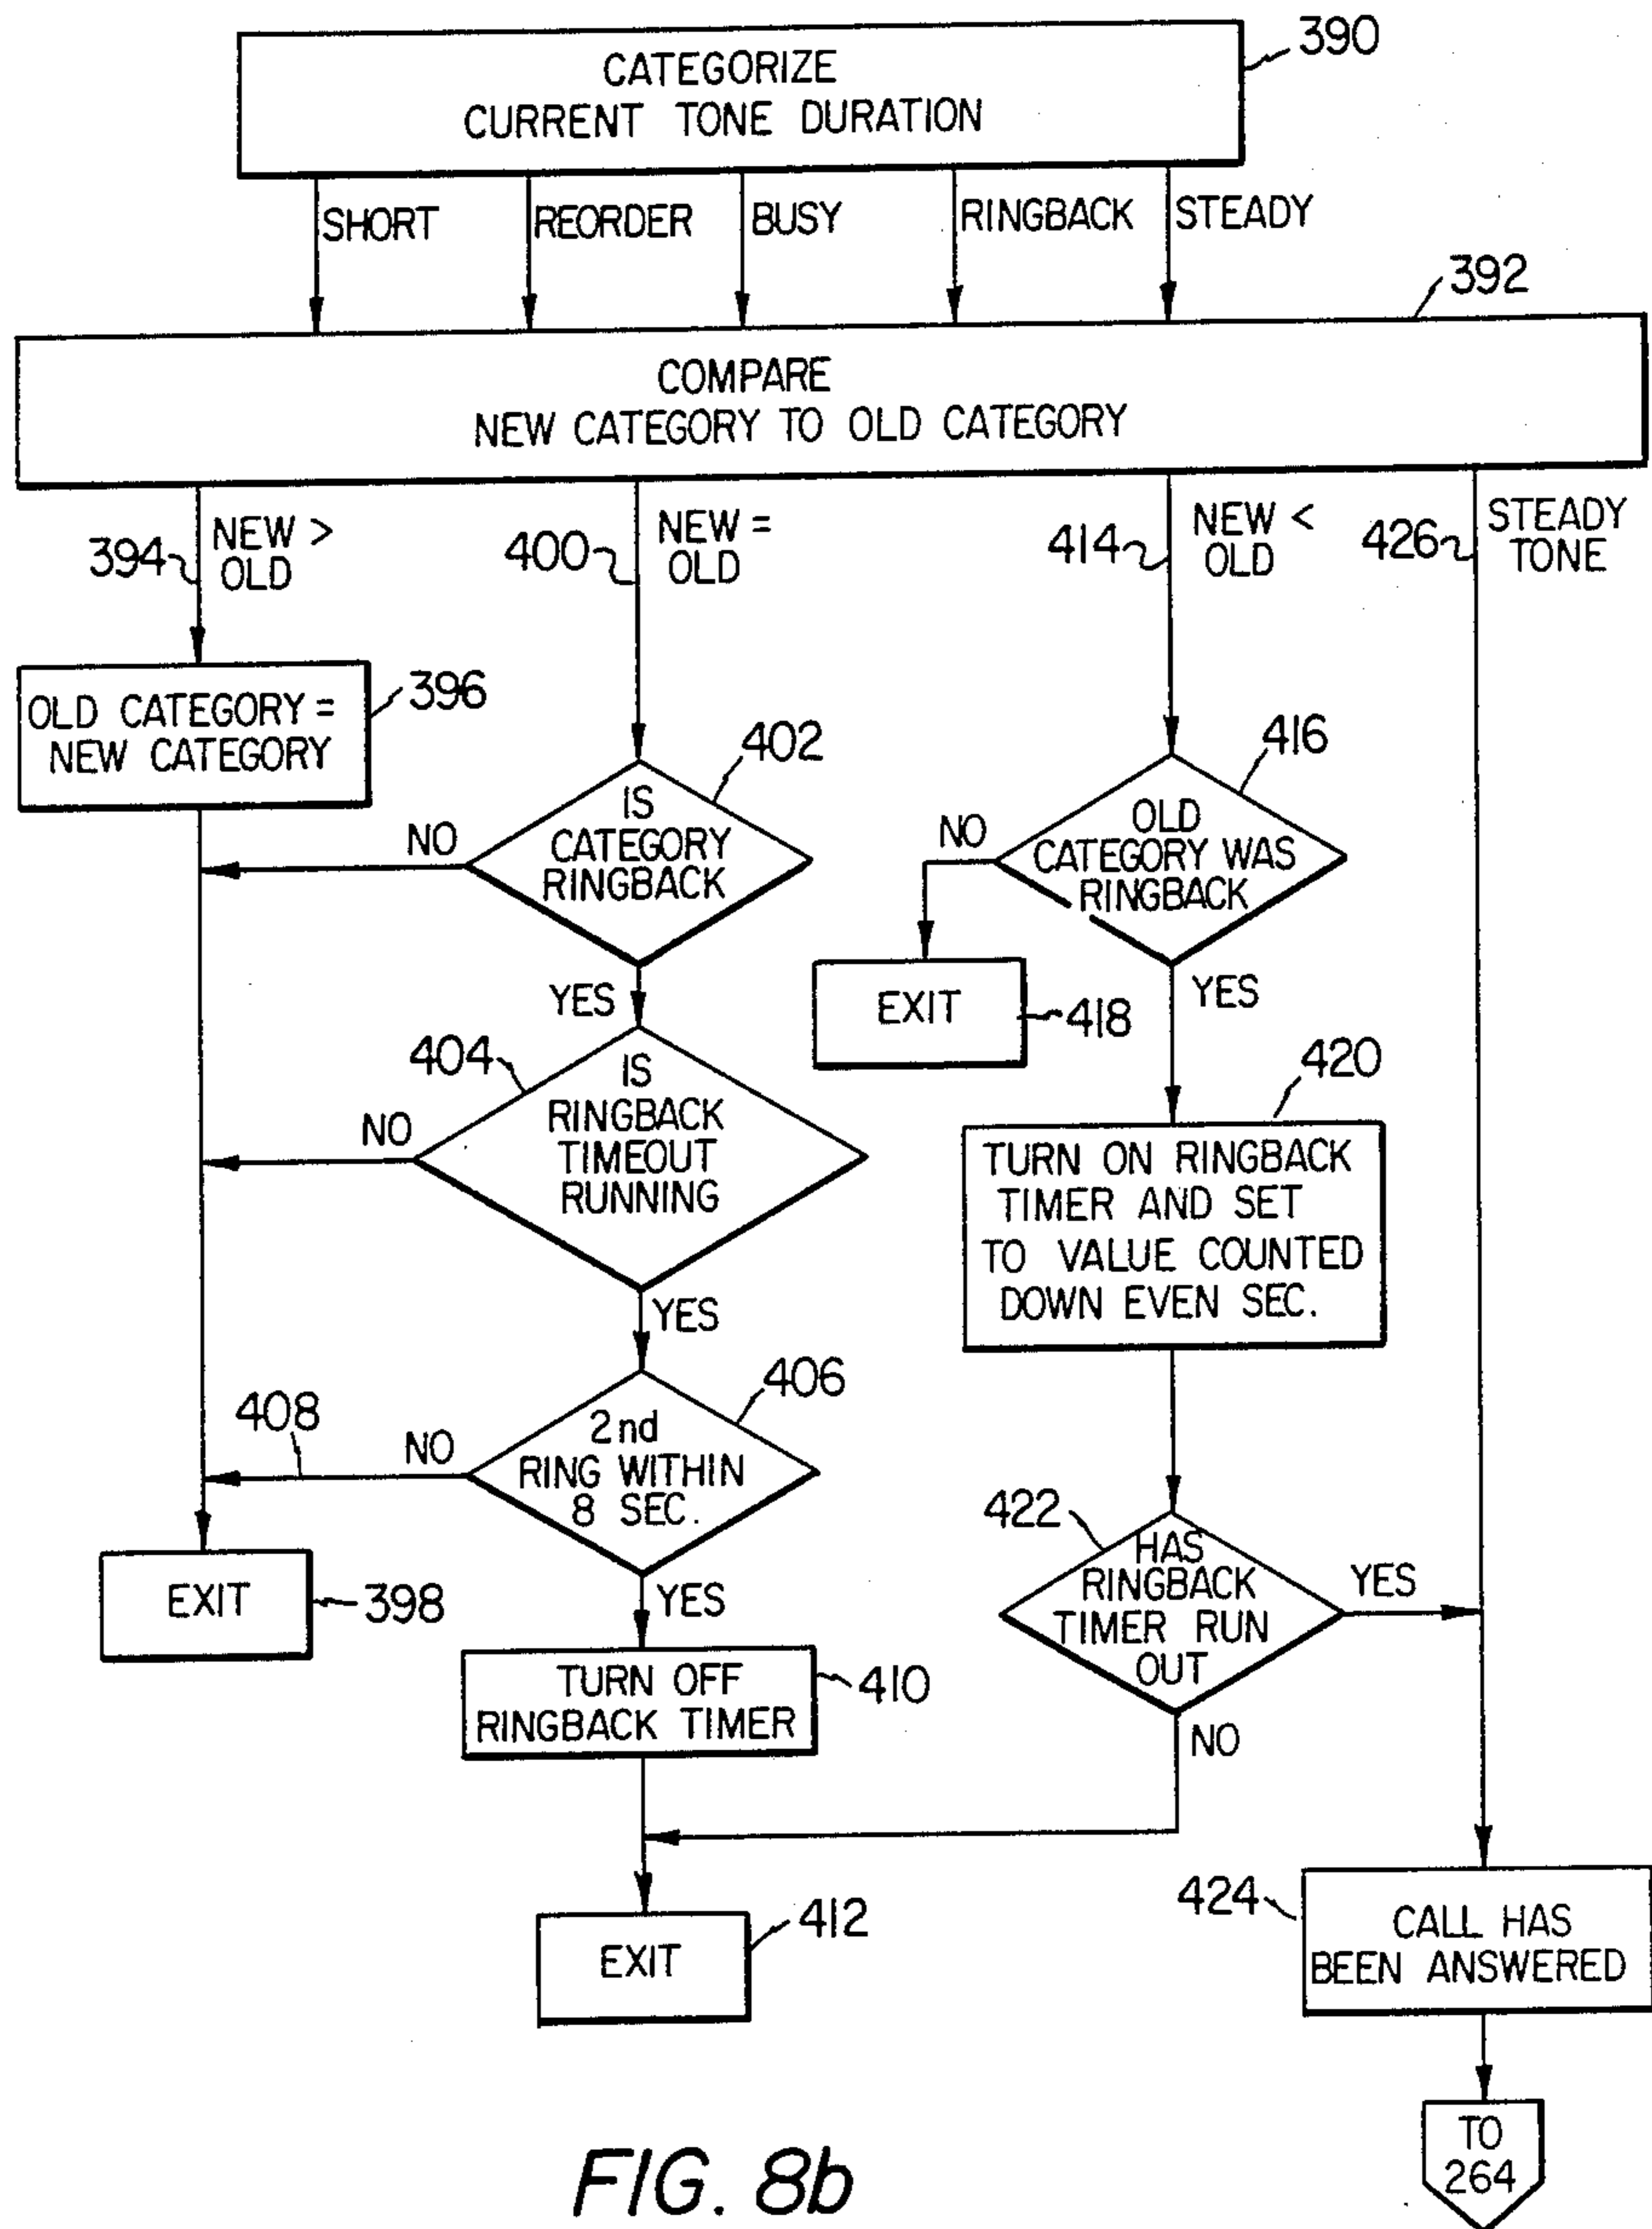 CATEGORIZE
CURRENT TONE DURATION
390
SHORT
REORDER
BUSY
RINGBACK
STEADY
392
COMPARE
NEW CATEGORY TO OLD CATEGORY
394
NEW >
OLD
400
NEW =
OLD
414
NEW <
OLD
426
STEADY
TONE
OLD CATEGORY =
NEW CATEGORY
396
402
IS
CATEGORY
RINGBACK
NO
416
OLD
CATEGORY WAS
RINGBACK
NO
YES
EXIT
418
YES
404
IS
RINGBACK
TIMEOUT
RUNNING
NO
420
TURN ON RINGBACK
TIMER AND SET
TO VALUE COUNTED
DOWN EVEN SEC.
YES
406
2nd
RING WITHIN
8 SEC.
408
NO
422
HAS
RINGBACK
TIMER RUN
OUT
YES
EXIT
398
YES
TURN OFF
RINGBACK TIMER
410
NO
EXIT
412
424
CALL HAS
BEEN ANSWERED
TO
264
FIG. 8b